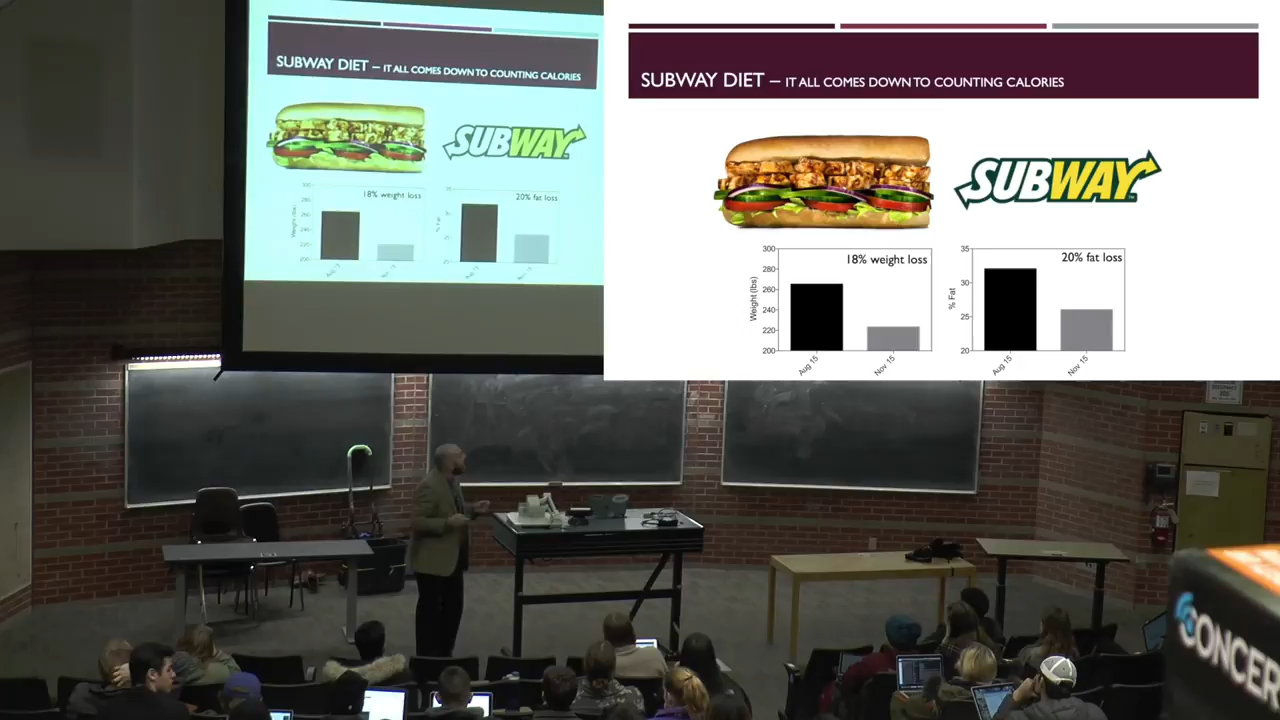 SUBWAY DIET – IT ALL COMES DOWN TO COUNTING CALORIES
SUBWAY
18% weight loss
20% fat loss
SUBWAY DIET – IT ALL COMES DOWN TO COUNTING CALORIES
SUBWAY
300
280
260
240
220
200
Weight (lbs)
18% weight loss
Aug 15
Nov 15
35
30
25
20
% Fat
20% fat loss
Aug 15
Nov 15
CONCER